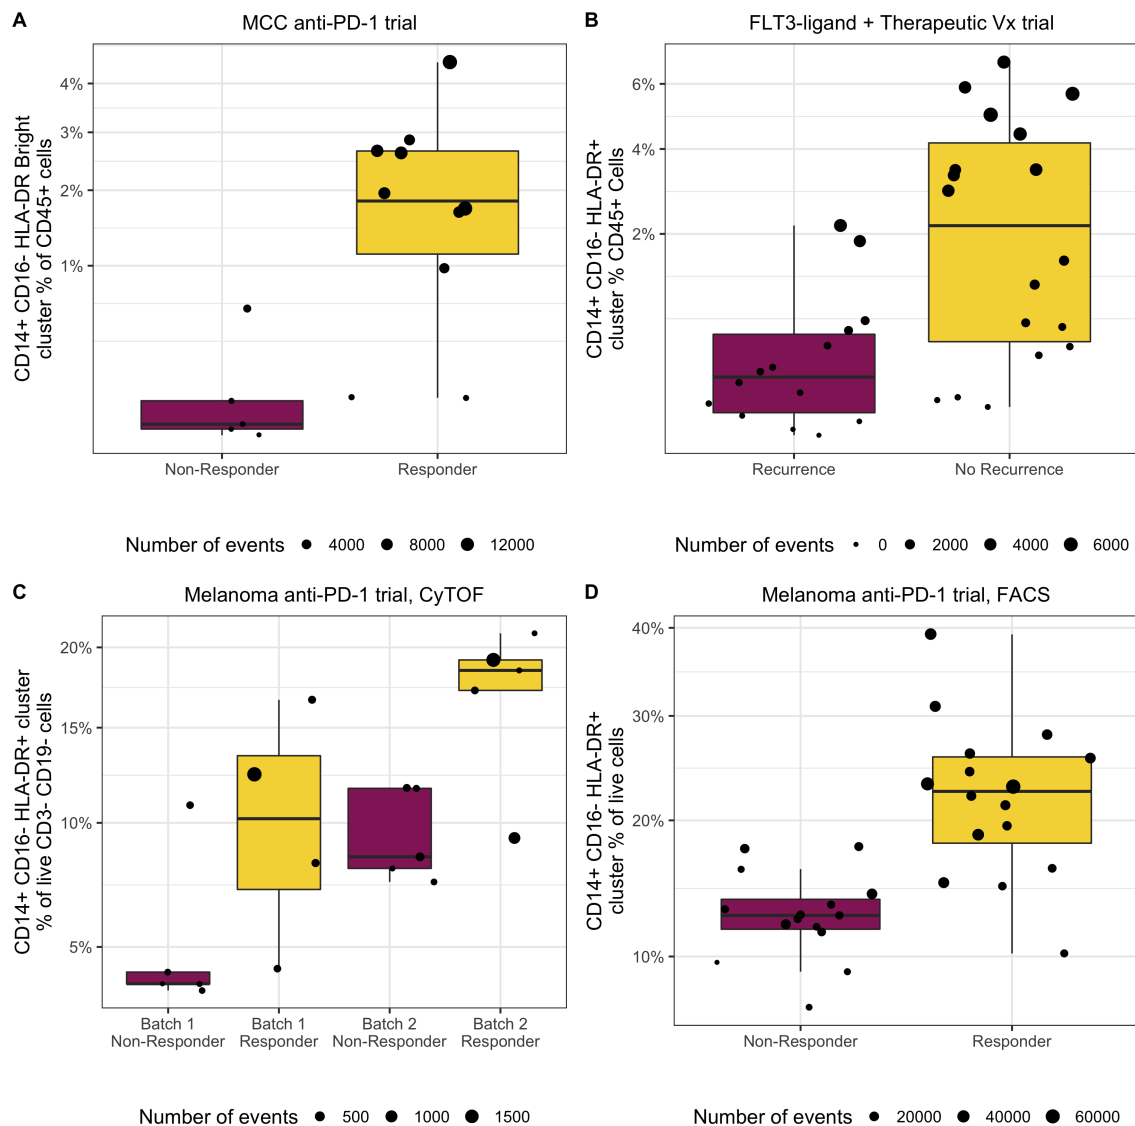 A
MCC anti-PD-1 trial
CD14+ CD16- HLA-DR Bright
cluster % of CD45+ cells
4%
3%
2%
1%
Non-Responder
Responder
Number of events 4000 8000 12000
B
FLT3-ligand + Therapeutic Vx trial
CD14+ CD16- HLA-DR+
cluster % CD45+ Cells
6%
4%
2%
Recurrence
No Recurrence
Number of events 0 2000 4000 6000
C
Melanoma anti-PD-1 trial, CyTOF
CD14+ CD16- HLA-DR+ cluster
% of live CD3- CD19- cells
20%
15%
10%
5%
Batch 1
Non-Responder
Batch 1
Responder
Batch 2
Non-Responder
Batch 2
Responder
Number of events 500 1000 1500
D
Melanoma anti-PD-1 trial, FACS
CD14+ CD16- HLA-DR+
cluster % of live cells
40%
30%
20%
10%
Non-Responder
Responder
Number of events 20000 40000 60000